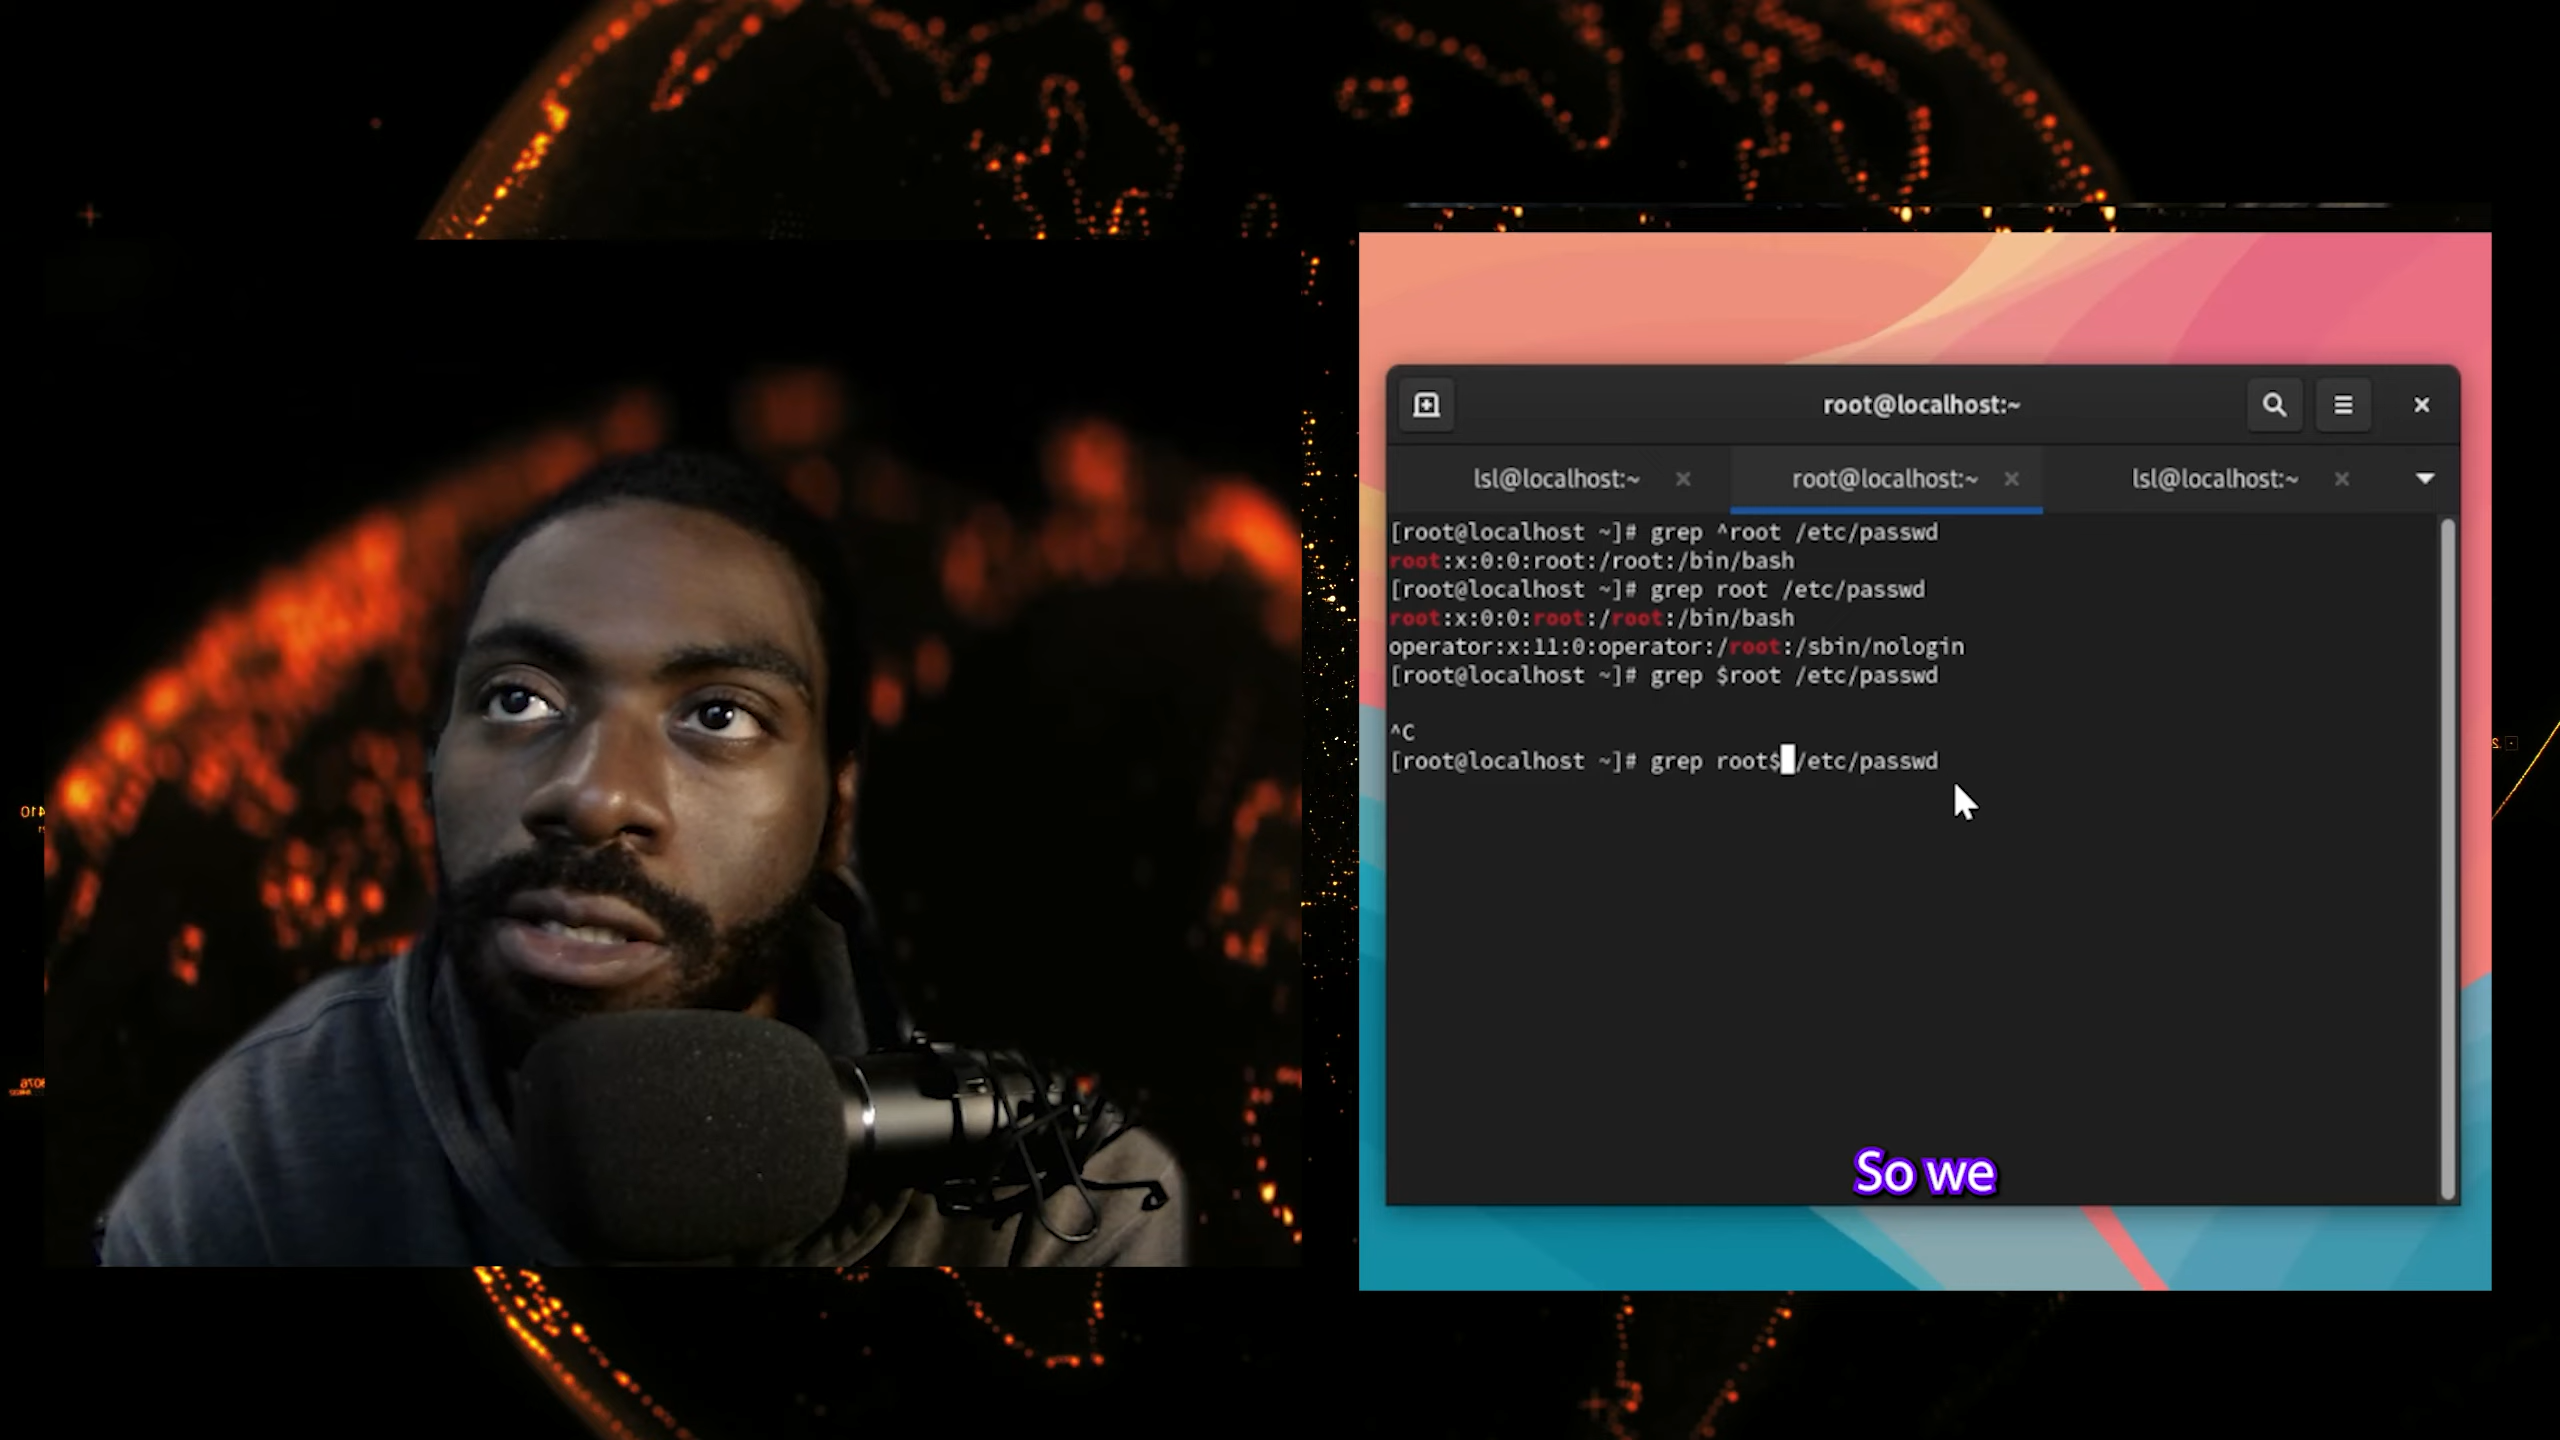 root@localhost:~
lsl@localhost:~
root@localhost:~
lsl@localhost:~
[root@localhost ~]# grep ^root /etc/passwd
root:x:0:0:root:/root:/bin/bash
[root@localhost ~]# grep root /etc/passwd
root:x:0:0:root:/root:/bin/bash
operator:x:11:0:operator:/root:/sbin/nologin
[root@localhost ~]# grep $root /etc/passwd
^C
[root@localhost ~]# grep root$ /etc/passwd
So we